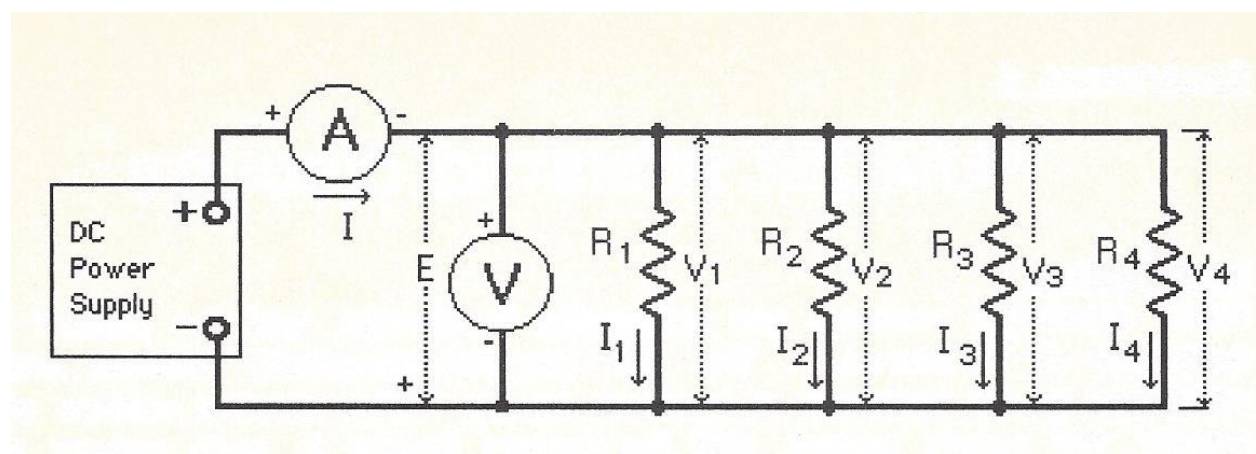 + A -
I
DC
Power
Supply
+
-
E
+
+
V
-
R1
V1
I1
R2
V2
I2
R3
V3
I3
R4
V4
I4